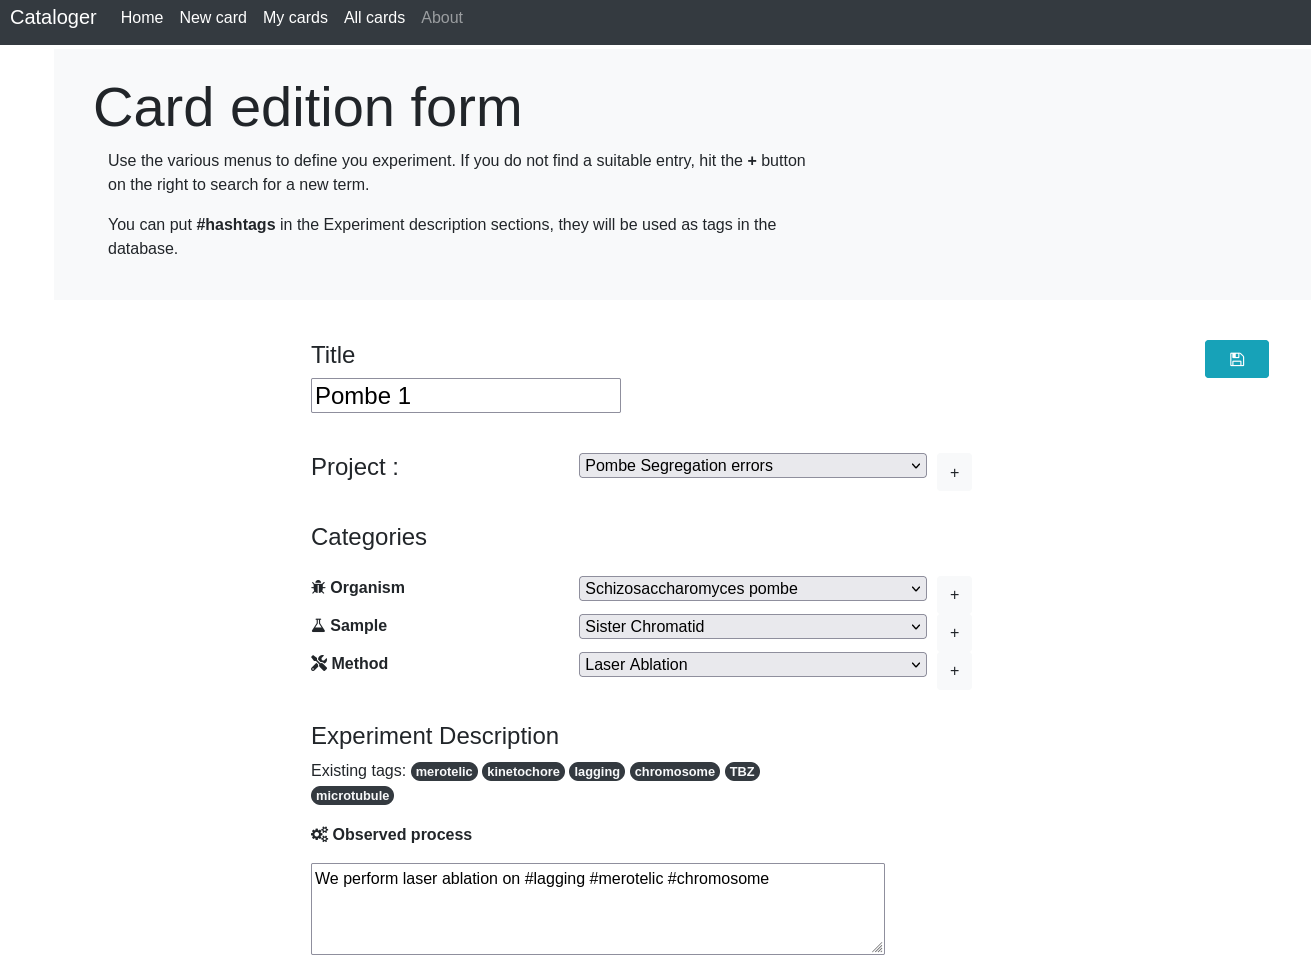 Cataloger Home New card My cards All cards About
Card edition form
Use the various menus to define you experiment. If you do not find a suitable entry, hit the + button
on the right to search for a new term.
You can put #hashtags in the Experiment description sections, they will be used as tags in the
database.
Title
Pombe 1
Project : Pombe Segregation errors +
Categories
Organism Schizosaccharomyces pombe +
Sample Sister Chromatid +
Method Laser Ablation +
Experiment Description
Existing tags: merotelic kinetochore lagging chromosome TBZ
microtubule
Observed process
We perform laser ablation on #lagging #merotelic #chromosome